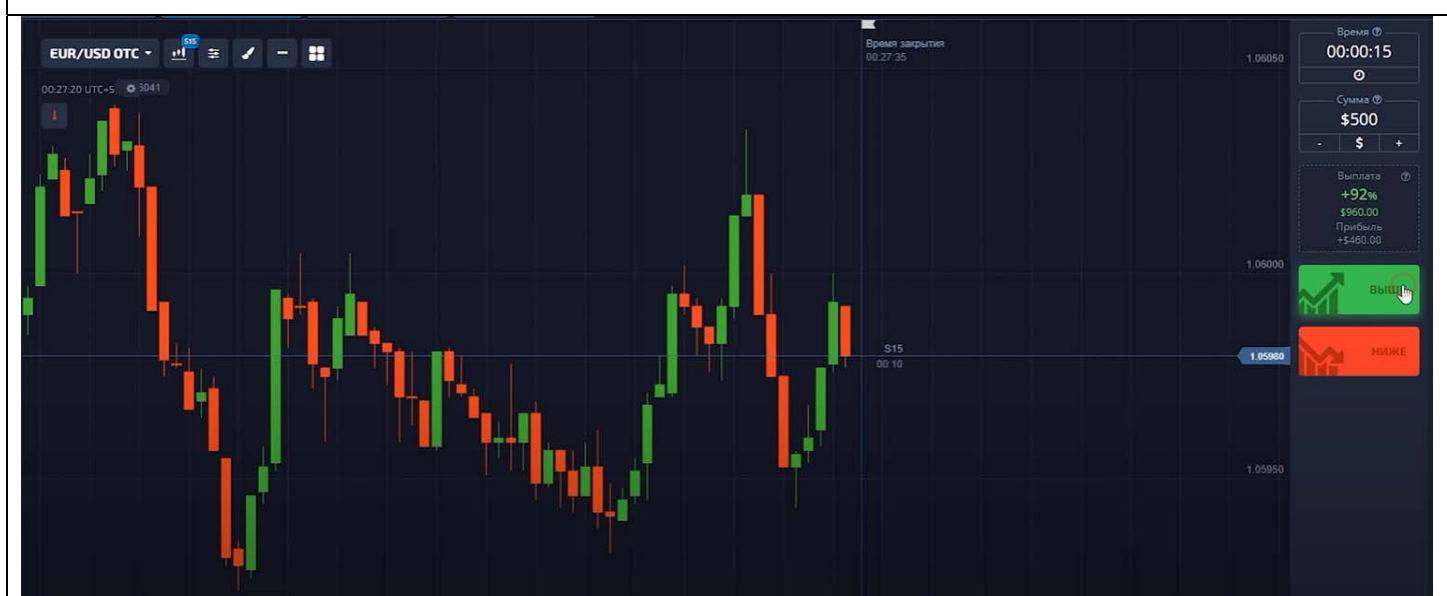 EUR/USD OTC
S15
00:27:20 UTC+5
Время закрытия
00:27:35
1.06050
1.06000
S15
00:10
1.05980
1.05950
Время
00:00:15
Сумма
$500
- $ +
Выплата
+92%
$960.00
Прибыль
+$460.00
НИЖЕ